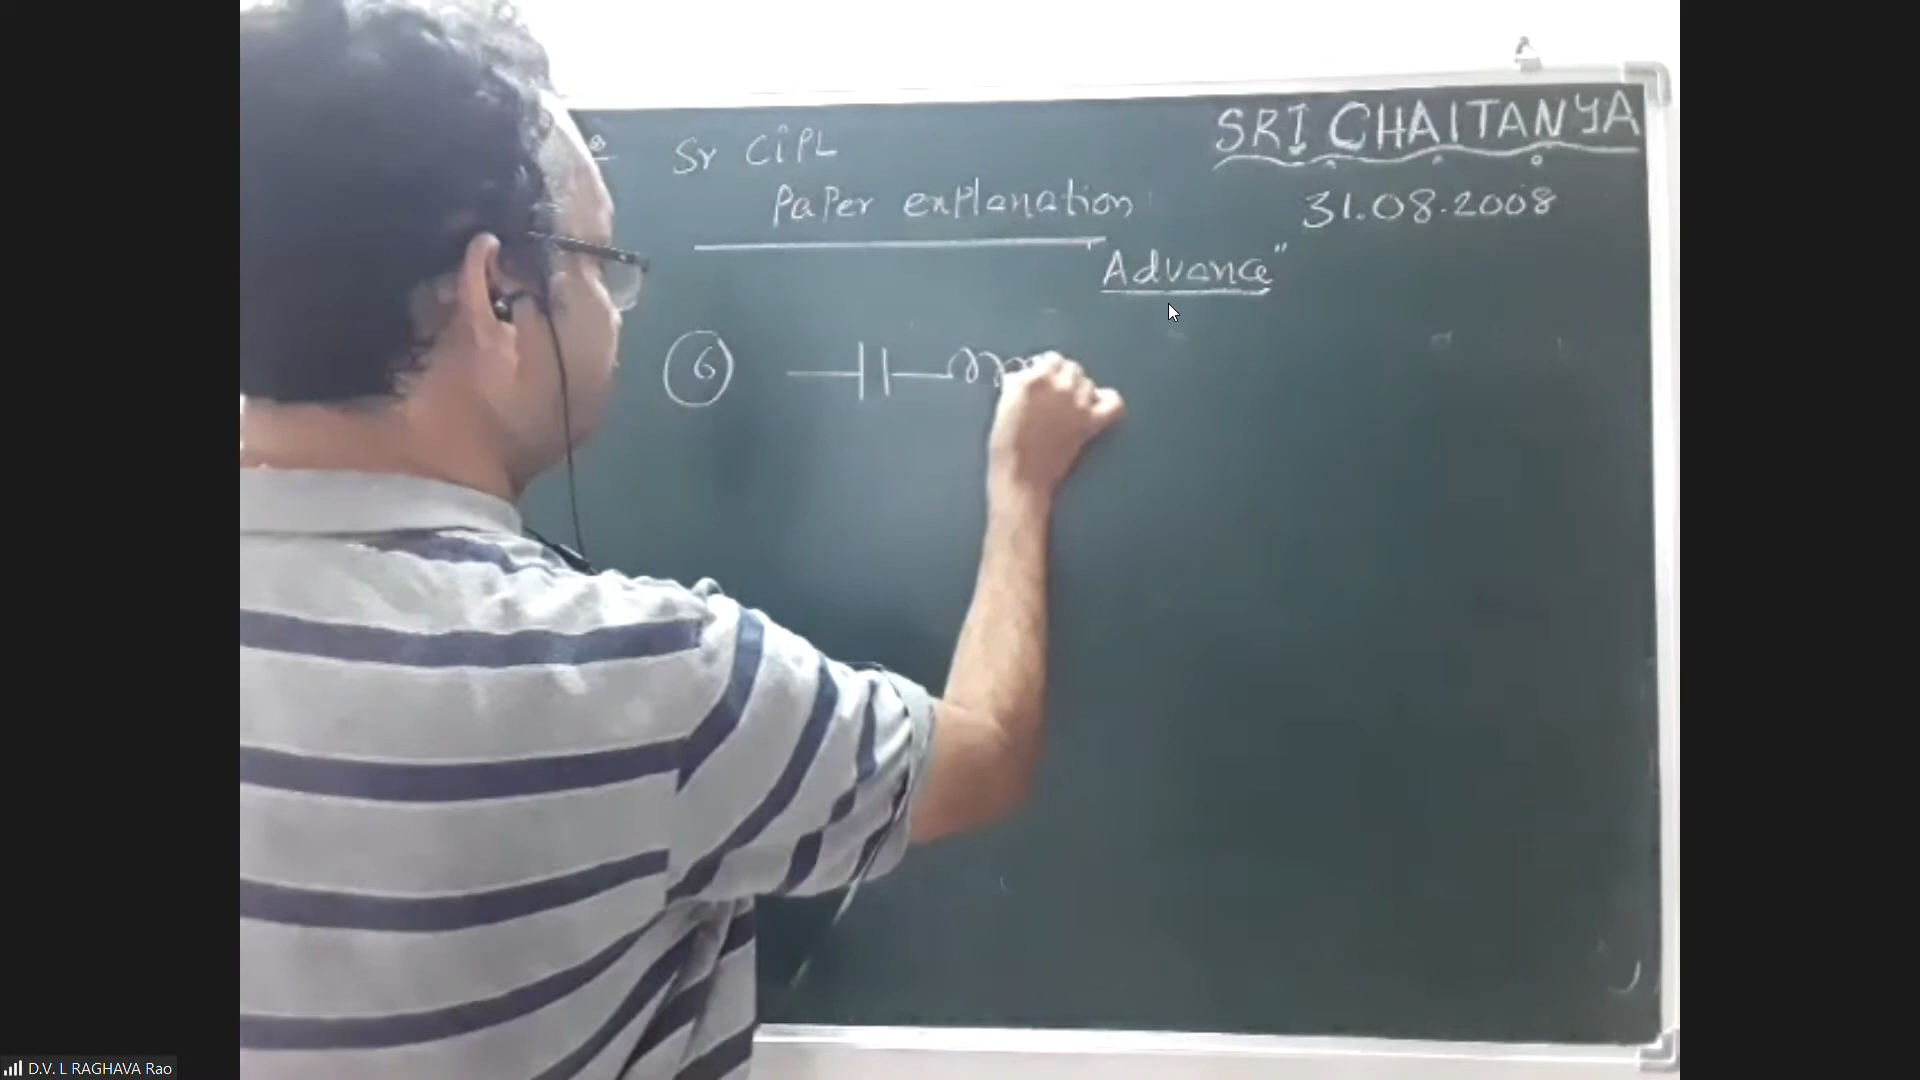 SRI CHAITANYA
Sr CiPL
Paper explanation
31.08.2008
"Advance"
6
D.V. L RAGHAVA Rao